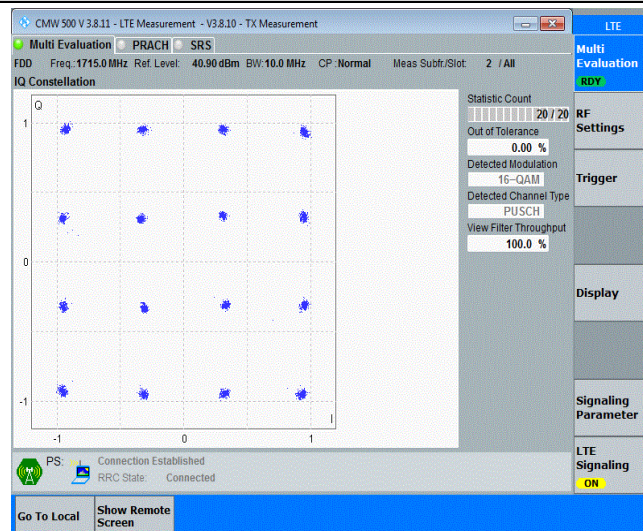 CMW 500 V 3.8.11 - LTE Measurement - V3.8.10 - TX Measurement
LTE
Multi Evaluation PRACH SRS
Multi
Evaluation
RDY
FDD Freq.:1715.0 MHz Ref. Level: 40.90 dBm BW:10.0 MHz CP :Normal Meas Subfr./Slot: 2 / All
IQ Constellation
Q
1
0
-1
-1 0 1
I
Statistic Count
20 / 20
Out of Tolerance
0.00 %
Detected Modulation
16-QAM
Detected Channel Type
PUSCH
View Filter Throughput
100.0 %
RF
Settings
Trigger
Display
Signaling
Parameter
LTE
Signaling
ON
PS: Connection Established
RRC State: Connected
Go To Local
Show Remote
Screen